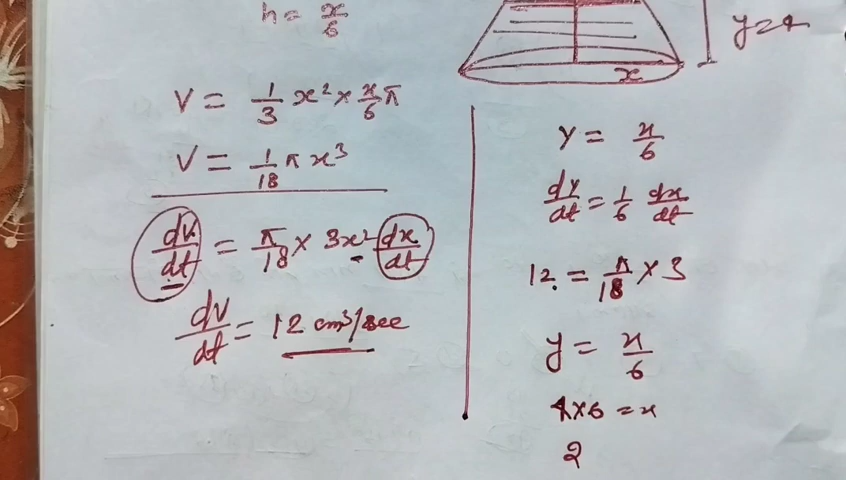 h = x/6
V = 1/3 x² × x/6 π
V = 1/18 π x³
dv/dt = π/18 × 3x² dx/dt
dV/dt = 12 cm³/sec
y=4
x
Y = x/6
dy/dt = 1/6 dx/dt
12 = π/18 × 3
y = x/6
4×6 = x
2